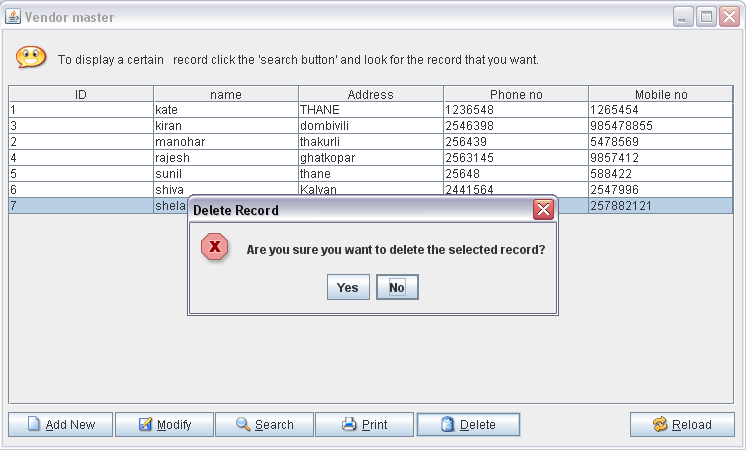 Vendor master
To display a certain record click the 'search button' and look for the record that you want.
ID name Address Phone no Mobile no
1 kate THANE 1236548 1265454
3 kiran dombivili 2546398 985478855
2 manohar thakurli 256439 5478569
4 rajesh ghatkopar 2563145 9857412
5 sunil thane 25648 588422
6 shiva Kalyan 2441564 2547996
7 shela 257882121
Delete Record
X
Are you sure you want to delete the selected record?
Yes No
Add New Modify Search Print Delete Reload